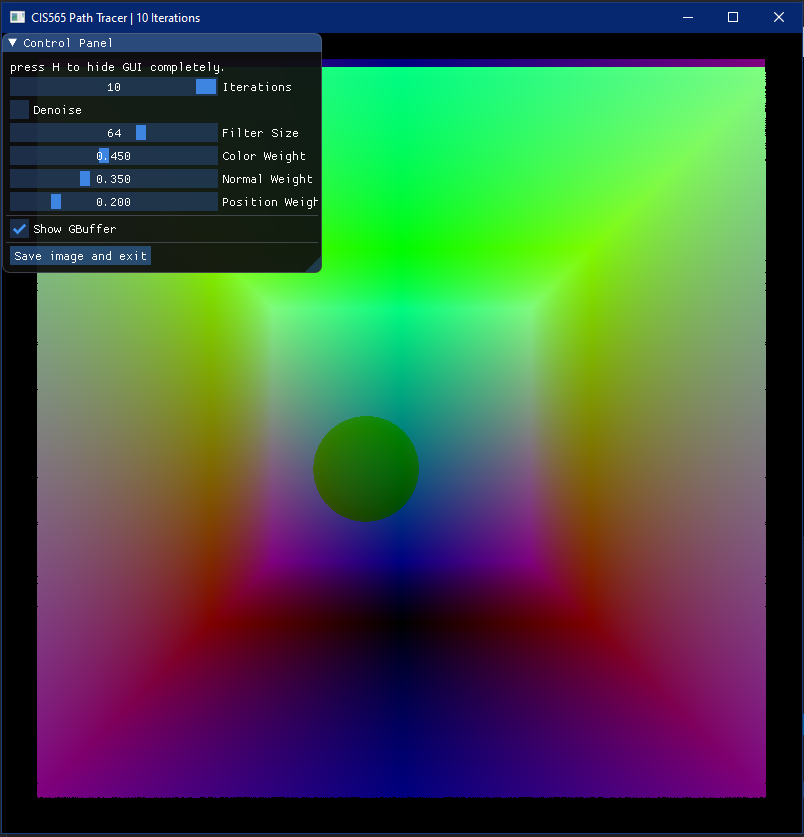 CIS565 Path Tracer | 10 Iterations
Control Panel
press H to hide GUI completely.
10 Iterations
Denoise
64 Filter Size
0.450 Color Weight
0.350 Normal Weight
0.200 Position Weigh
Show GBuffer
Save image and exit